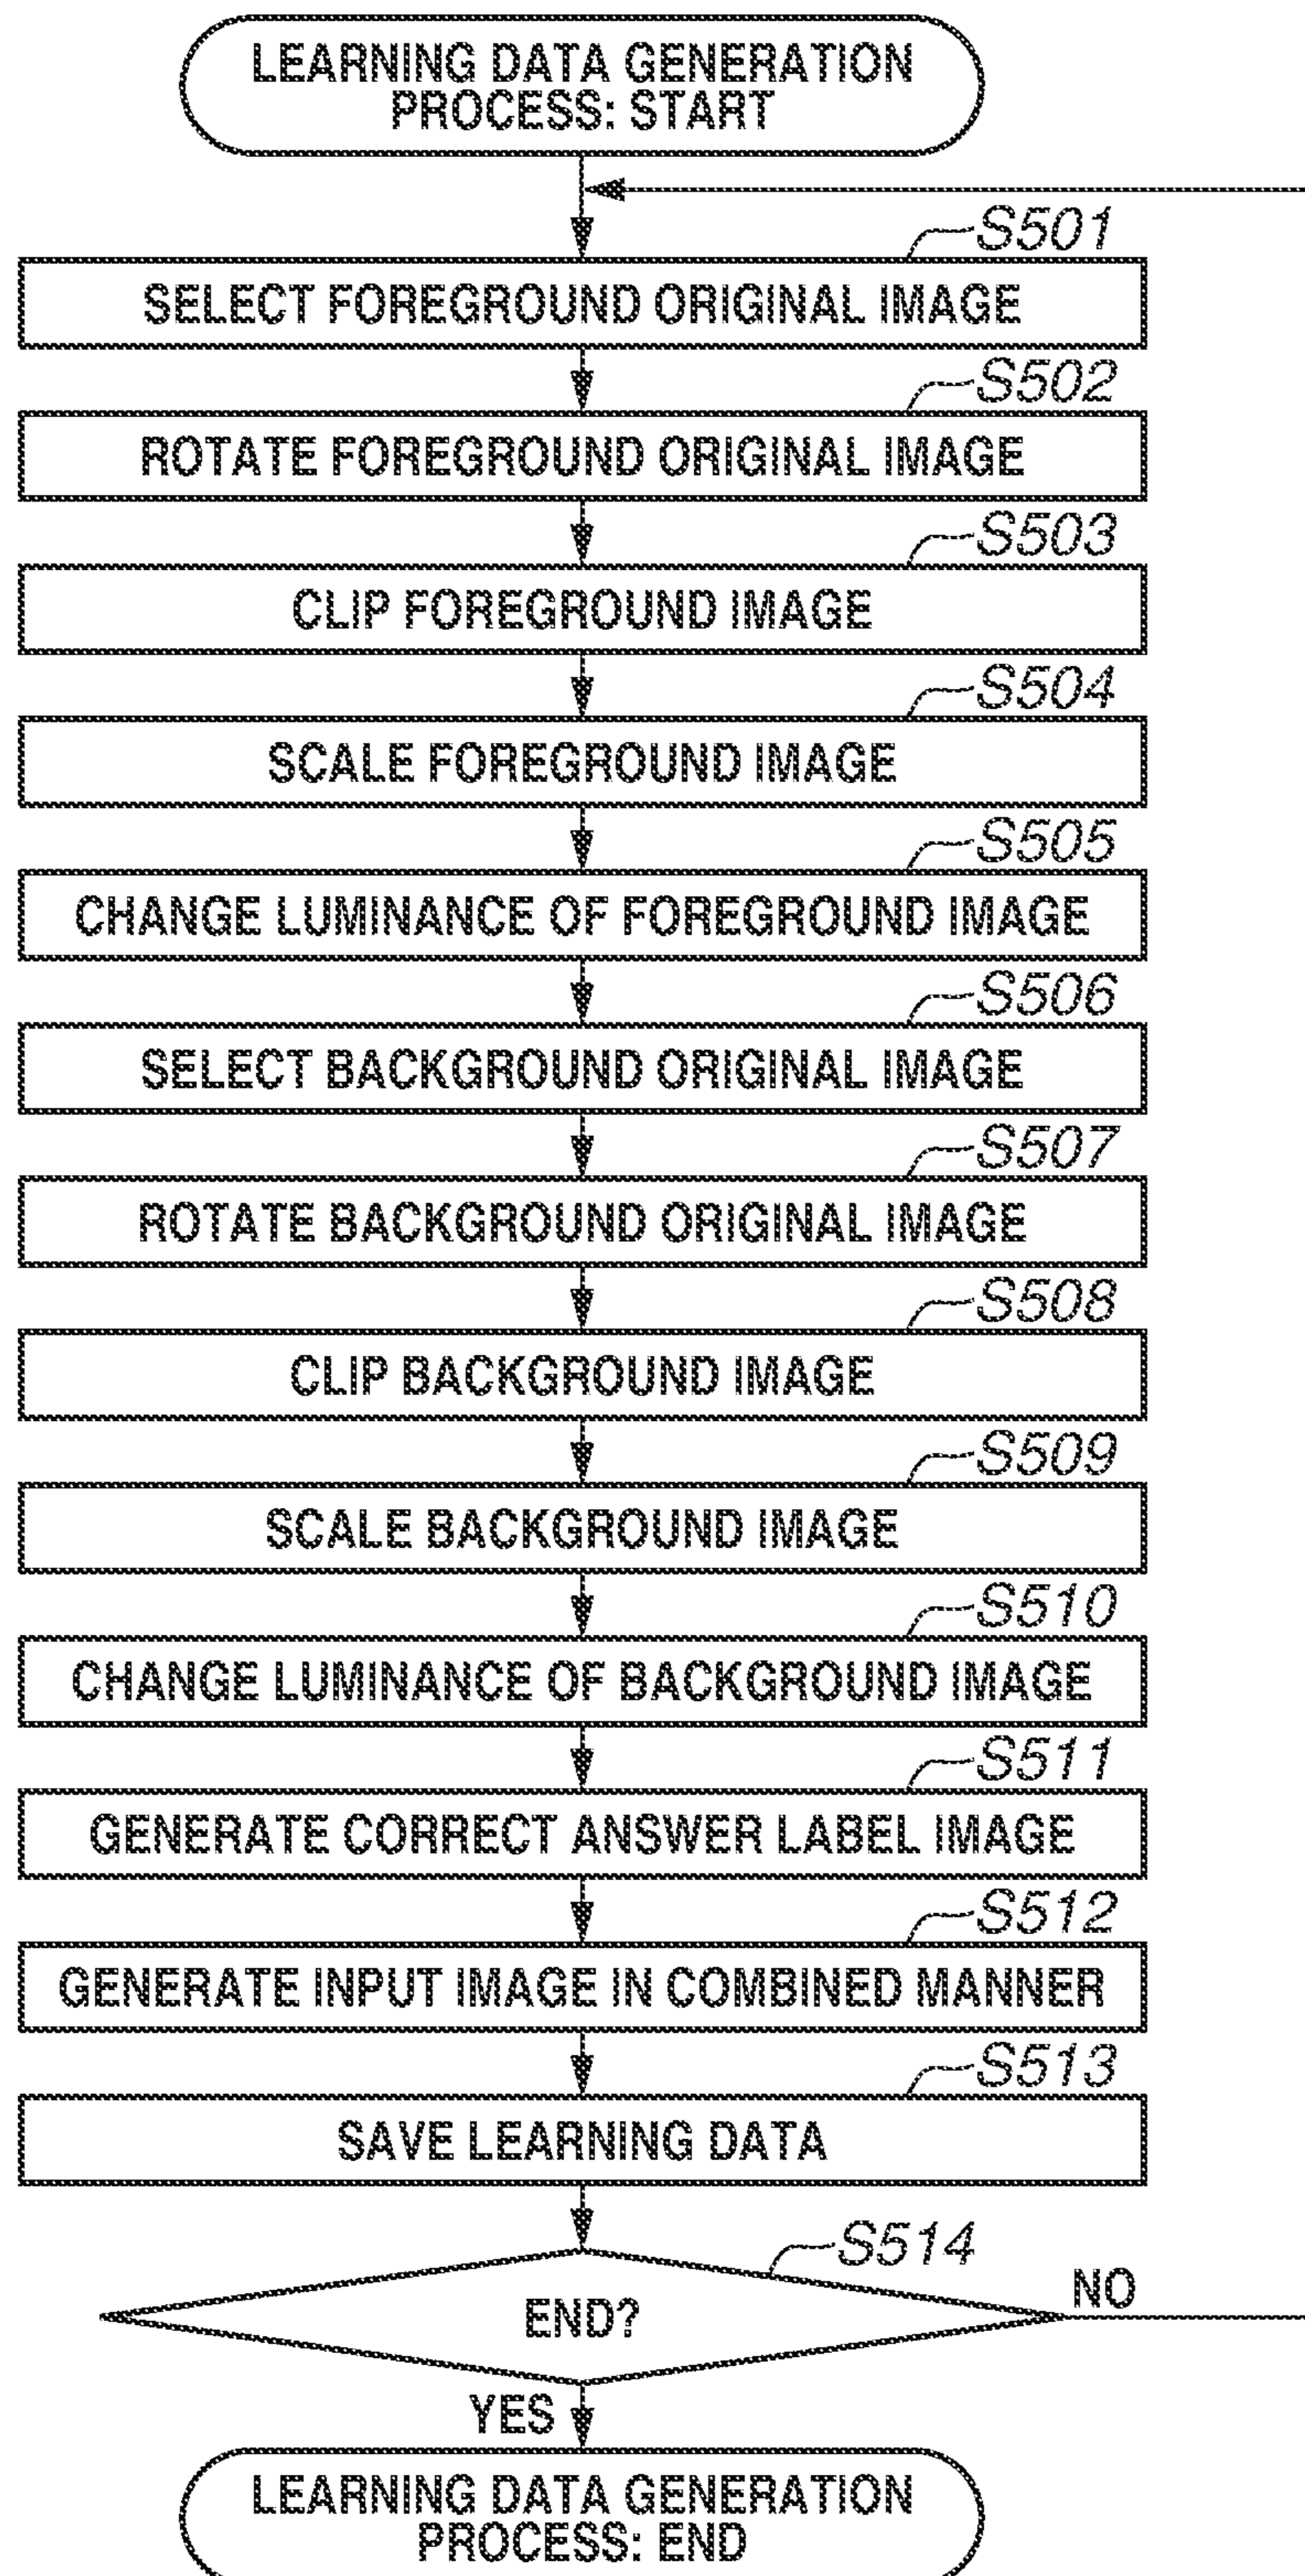 LEARNING DATA GENERATION
PROCESS: START
S501
SELECT FOREGROUND ORIGINAL IMAGE
S502
ROTATE FOREGROUND ORIGINAL IMAGE
S503
CLIP FOREGROUND IMAGE
S504
SCALE FOREGROUND IMAGE
S505
CHANGE LUMINANCE OF FOREGROUND IMAGE
S506
SELECT BACKGROUND ORIGINAL IMAGE
S507
ROTATE BACKGROUND ORIGINAL IMAGE
S508
CLIP BACKGROUND IMAGE
S509
SCALE BACKGROUND IMAGE
S510
CHANGE LUMINANCE OF BACKGROUND IMAGE
S511
GENERATE CORRECT ANSWER LABEL IMAGE
S512
GENERATE INPUT IMAGE IN COMBINED MANNER
S513
SAVE LEARNING DATA
S514
END?
NO
YES
LEARNING DATA GENERATION
PROCESS: END